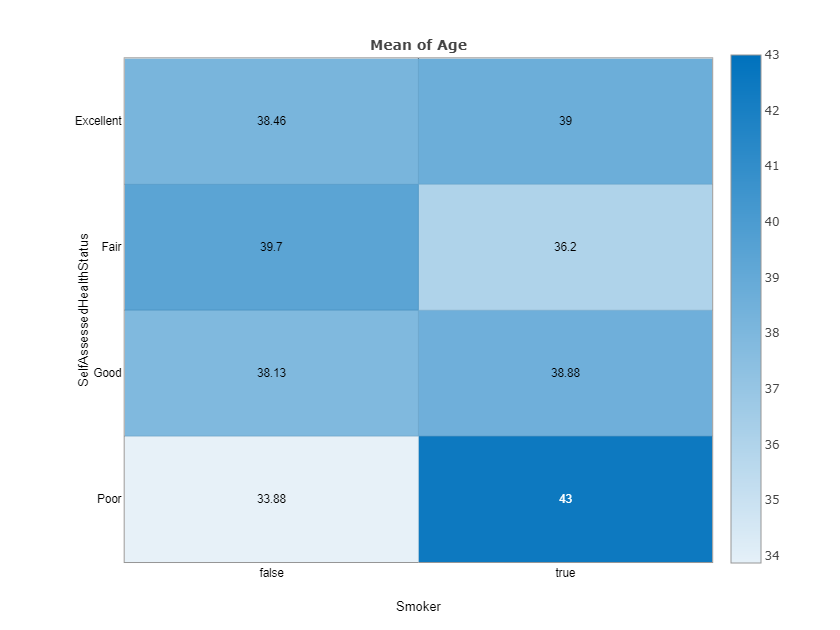 Mean of Age
SelfAssessedHealthStatus
Excellent 38.46 39
Fair 39.7 36.2
Good 38.13 38.88
Poor 33.88 43
false true
Smoker
43
42
41
40
39
38
37
36
35
34